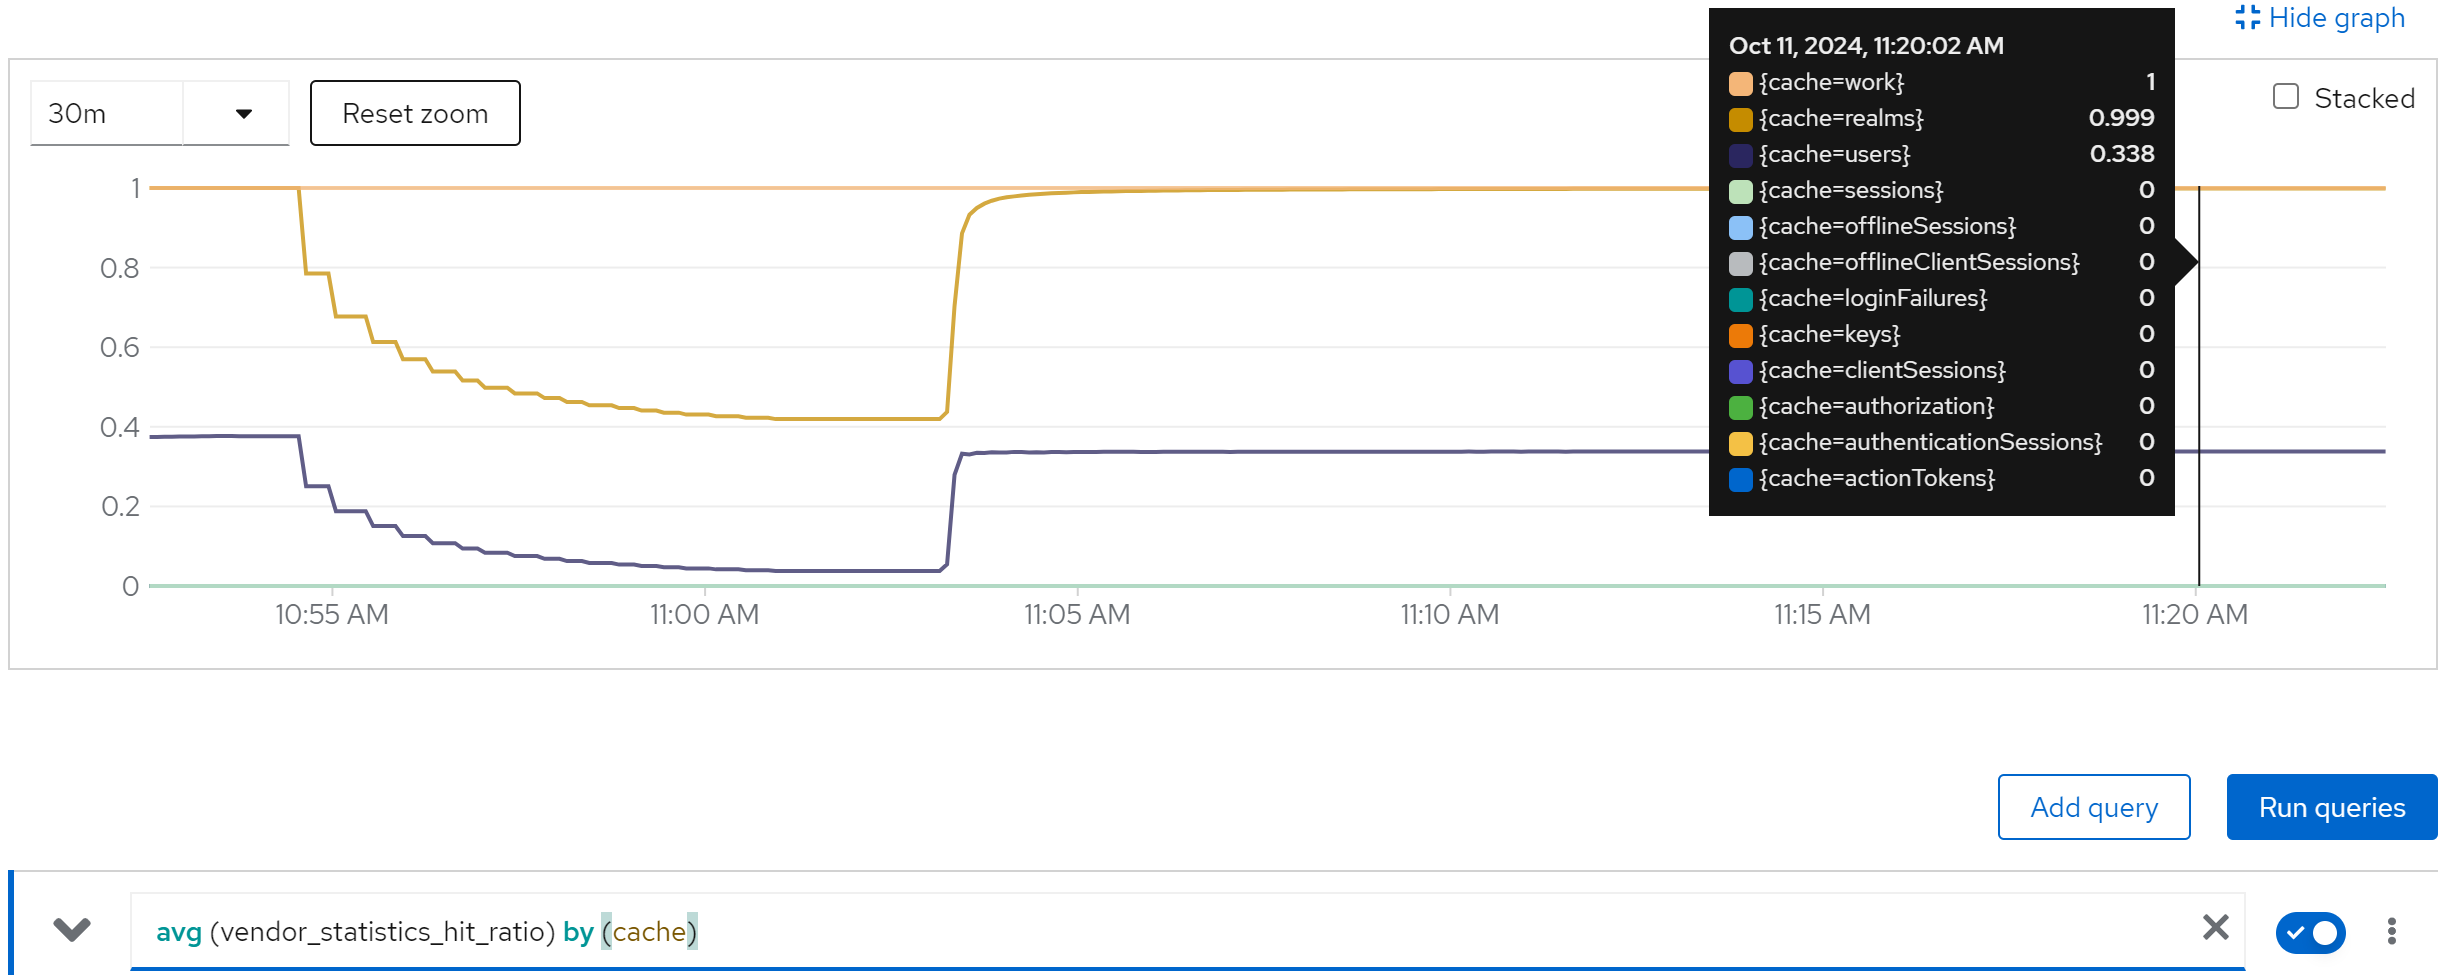 Hide graph
30m
Reset zoom
Stacked
Oct 11, 2024, 11:20:02 AM
{cache=work} 1
{cache=realms} 0.999
{cache=users} 0.338
{cache=sessions} 0
{cache=offlineSessions} 0
{cache=offlineClientSessions} 0
{cache=loginFailures} 0
{cache=keys} 0
{cache=clientSessions} 0
{cache=authorization} 0
{cache=authenticationSessions} 0
{cache=actionTokens} 0
1
0.8
0.6
0.4
0.2
0
10:55 AM 11:00 AM 11:05 AM 11:10 AM 11:15 AM 11:20 AM
Add query
Run queries
avg (vendor_statistics_hit_ratio) by (cache)